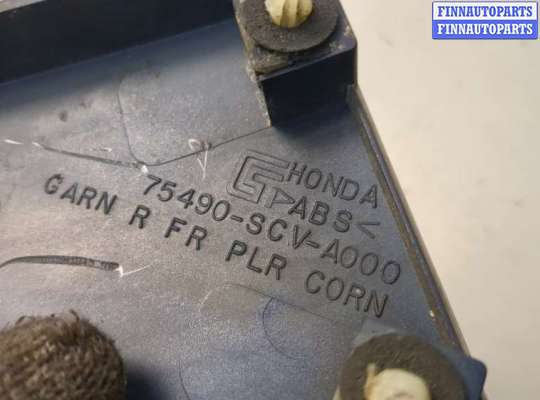 FINNAUTOPARTS
FINNAUTOPARTS
HONDA
>ABS<
75490-SCV-A000
GARN R FR PLR CORN